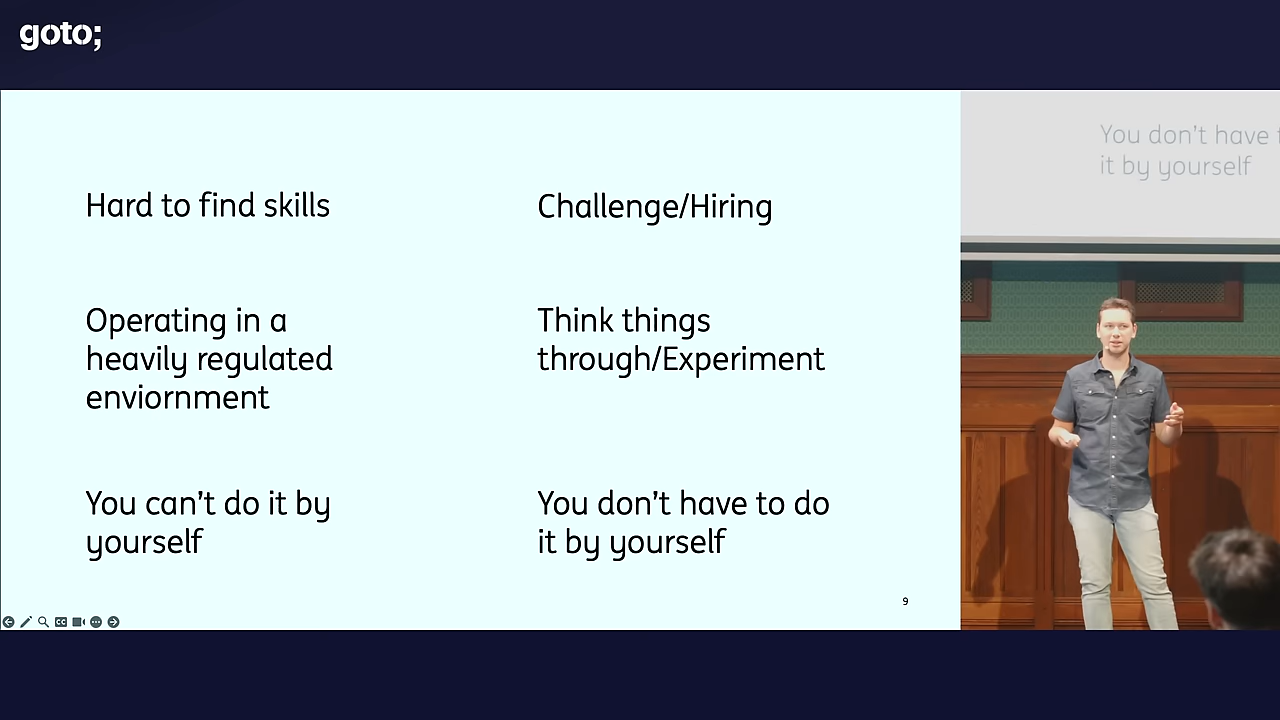 goto;
Hard to find skills
Challenge/Hiring
Operating in a
heavily regulated
enviornment
Think things
through/Experiment
You can't do it by
yourself
You don't have to do
it by yourself
9
You don't have
it by yourself